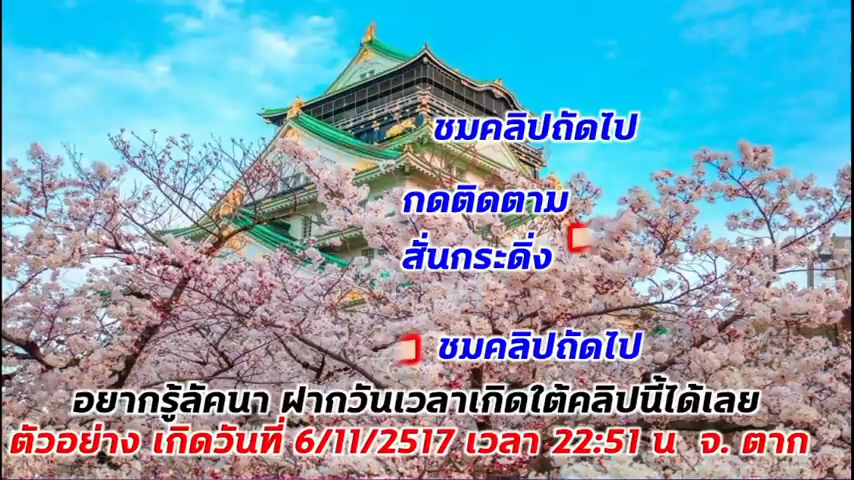 ชมคลิปถัดไป
กดติดตาม
สั่นกระดิ่ง
ชมคลิปถัดไป
อยากรู้ลัคนา ฝากวันเวลาเกิดใต้คลิปนี้ได้เลย
ตัวอย่าง เกิดวันที่ 6/11/2517 เวลา 22:51 น จ. ตาก